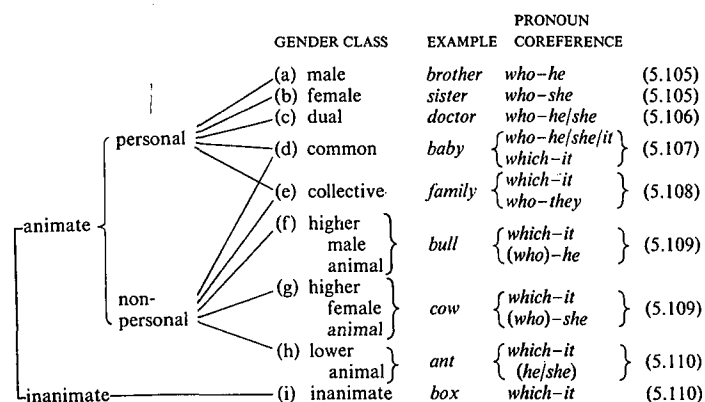 PRONOUN
GENDER CLASS EXAMPLE COREFERENCE
(a) male brother who–he (5.105)
(b) female sister who–she (5.105)
(c) dual doctor who–he/she (5.106)
personal
(d) common baby who–he/she/it which–it (5.107)
(e) collective family which–it who–they (5.108)
animate
(f) higher male animal bull which–it (who)–he (5.109)
non-personal
(g) higher female animal cow which–it (who)–she (5.109)
(h) lower animal ant which–it (he/she) (5.110)
inanimate (i) inanimate box which–it (5.110)